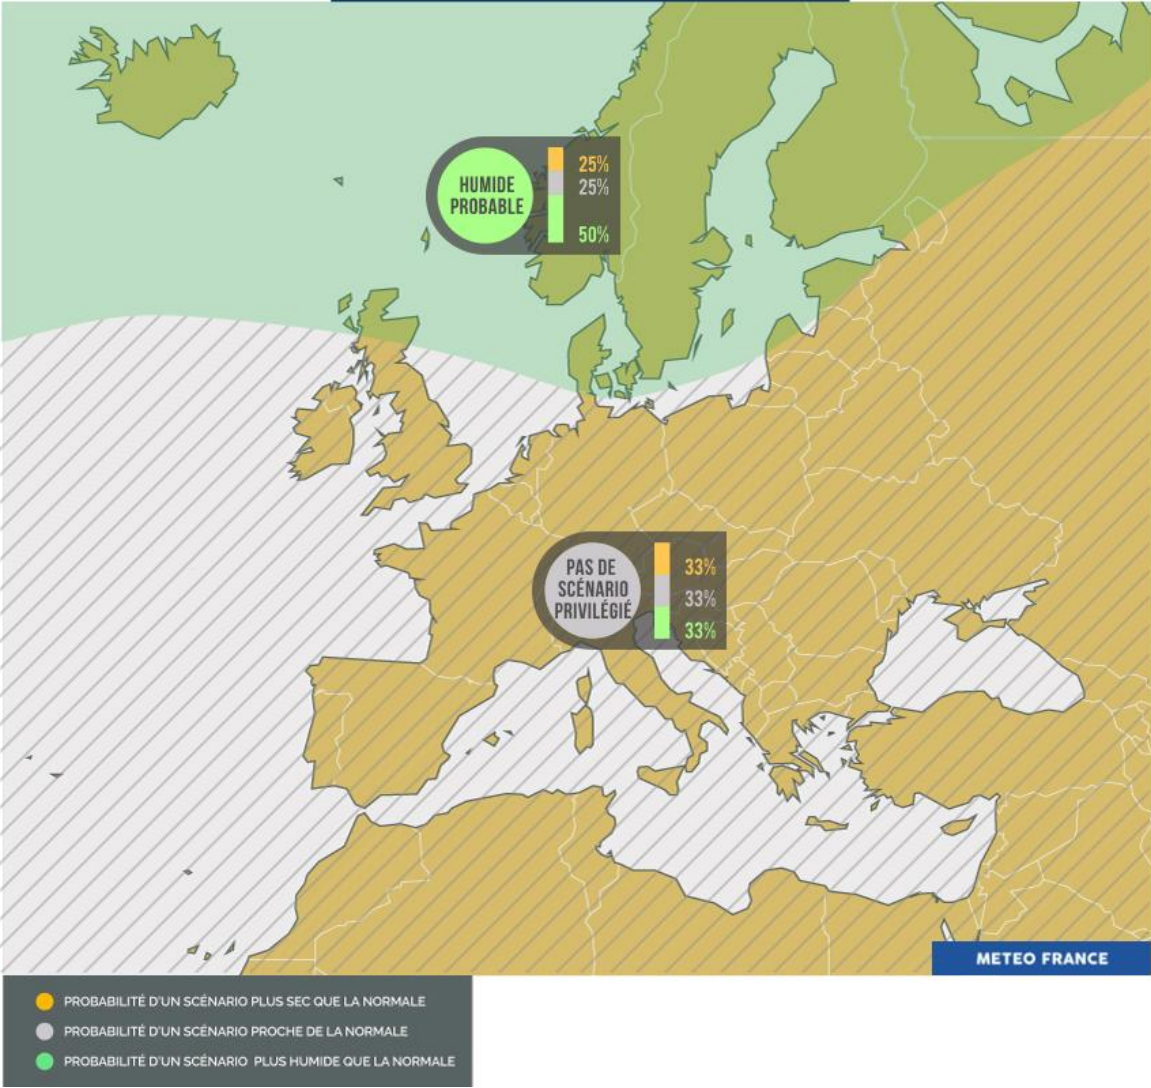 HUMIDE
PROBABLE
25%
25%
50%
PAS DE
SCÉNARIO
PRIVILÉGIÉ
33%
33%
33%
METEO FRANCE
PROBABILITÉ D'UN SCÉNARIO PLUS SEC QUE LA NORMALE
PROBABILITÉ D'UN SCÉNARIO PROCHE DE LA NORMALE
PROBABILITÉ D'UN SCÉNARIO PLUS HUMIDE QUE LA NORMALE